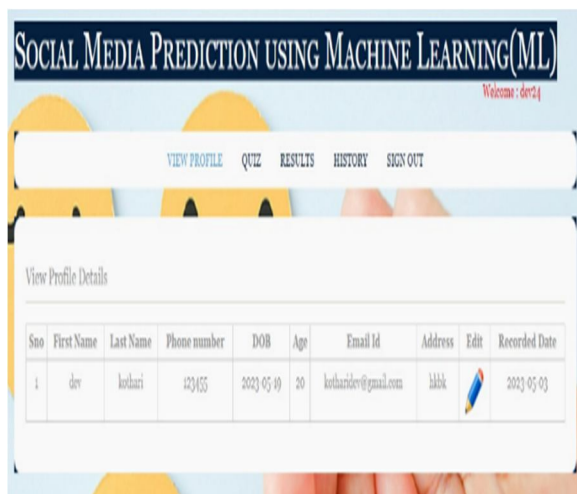 SOCIAL MEDIA PREDICTION USING MACHINE LEARNING(ML)
Welcome : dev24
VIEW PROFILE QUIZ RESULTS HISTORY SIGN OUT
View Profile Details
Sno First Name Last Name Phone number DOB Age Email Id Address Edit Recorded Date
1 dev kothari 123455 2023-05-19 20 kotharidev@gmail.com hkbk 2023-05-03